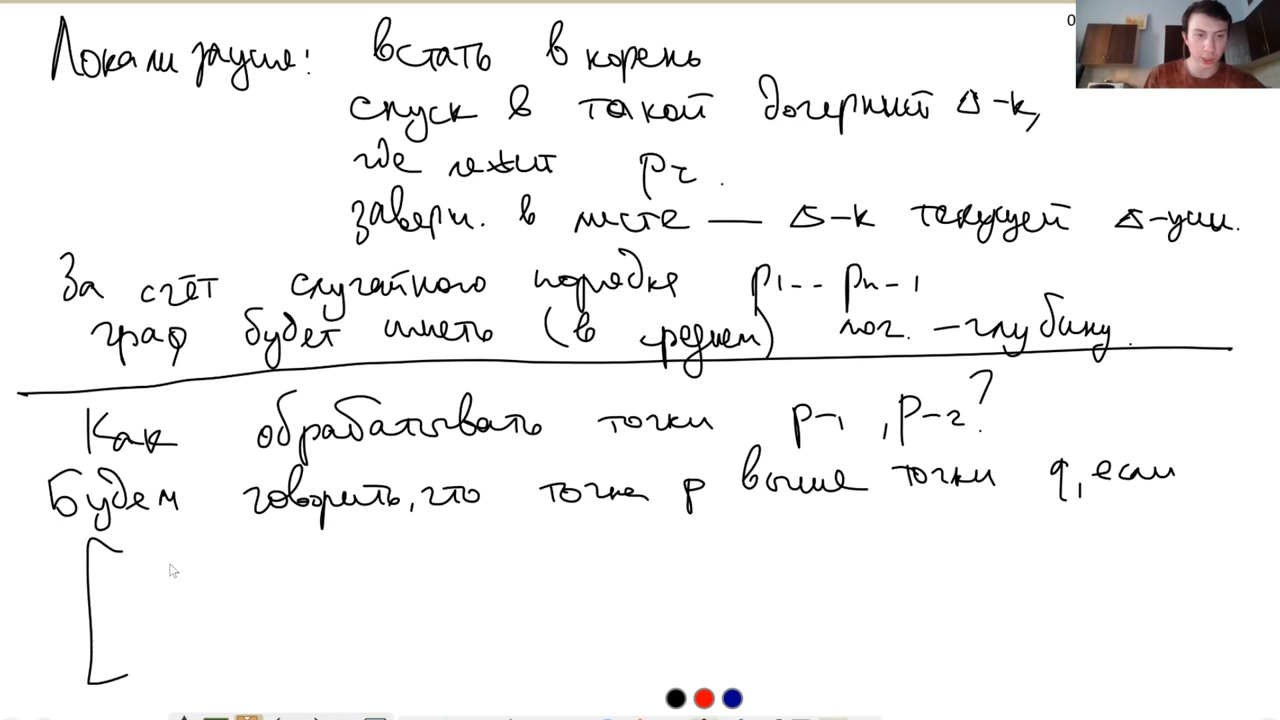 Локализация: встать в корень
спуск в такой дочерний Δ-к,
где лежит pr.
заверш. в листе — Δ-к текущей Δ-ции.
За счёт случайного порядка p1-- pn-1
граф будет иметь (в среднем) лог. -глубину.
Как обрабатывать точки p-1, p-2?
Будем говорить, что точка p выше точки q, если